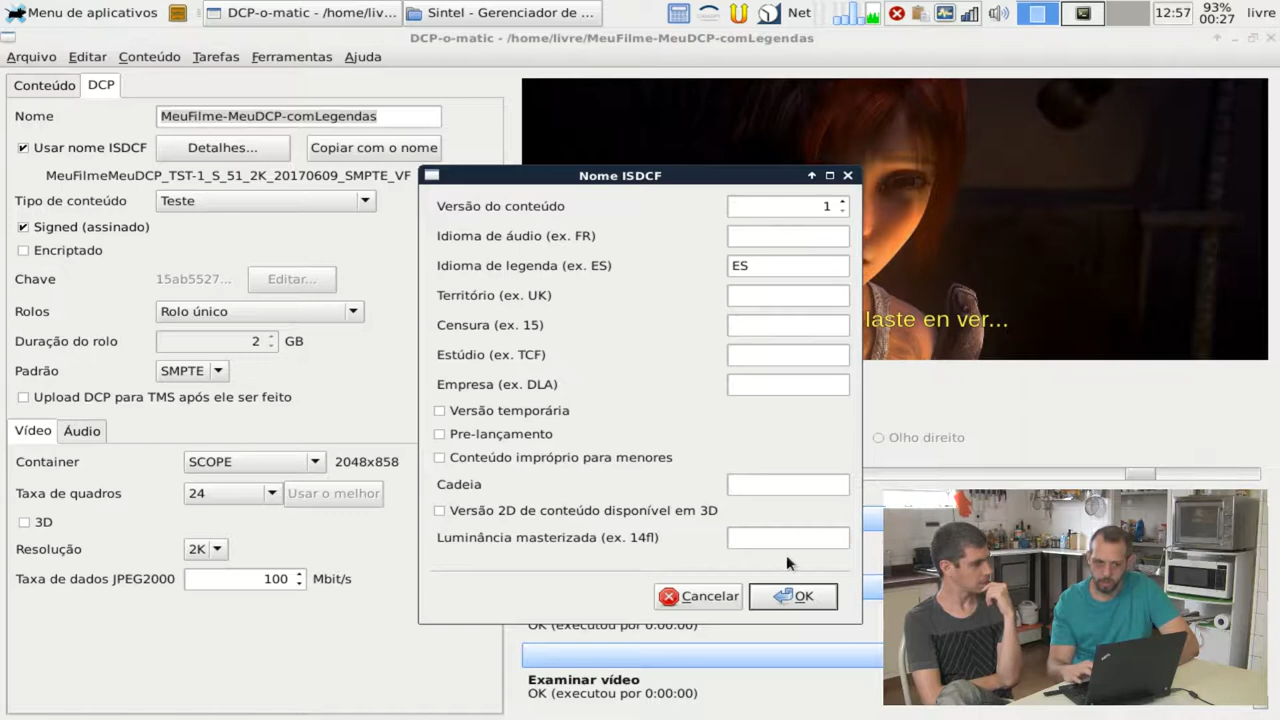 Menu de aplicativos
DCP-o-matic - /home/liv...
Sintel - Gerenciador de ...
Net
12:57
93%
00:27
livre
DCP-o-matic - /home/livre/MeuFilme-MeuDCP-comLegendas
Arquivo Editar Conteúdo Tarefas Ferramentas Ajuda
Conteúdo DCP
Nome MeuFilme-MeuDCP-comLegendas
Usar nome ISDCF Detalhes... Copiar com o nome
MeuFilmeMeuDCP_TST-1_S_51_2K_20170609_SMPTE_VF
Tipo de conteúdo Teste
Signed (assinado)
Encriptado
Chave 15ab5527... Editar...
Rolos Rolo único
Duração do rolo 2 GB
Padrão SMPTE
Upload DCP para TMS após ele ser feito
Vídeo Áudio
Container SCOPE 2048x858
Taxa de quadros 24 Usar o melhor
3D
Resolução 2K
Taxa de dados JPEG2000 100 Mbit/s
Nome ISDCF
Versão do conteúdo 1
Idioma de áudio (ex. FR)
Idioma de legenda (ex. ES) ES
Território (ex. UK)
Censura (ex. 15)
Estúdio (ex. TCF)
Empresa (ex. DLA)
Versão temporária
Pre-lançamento
Conteúdo impróprio para menores
Cadeia
Versão 2D de conteúdo disponível em 3D
Luminância masterizada (ex. 14fl)
Cancelar OK
laste en ver...
Olho direito
OK (executou por 0:00:00)
Examinar vídeo
OK (executou por 0:00:00)